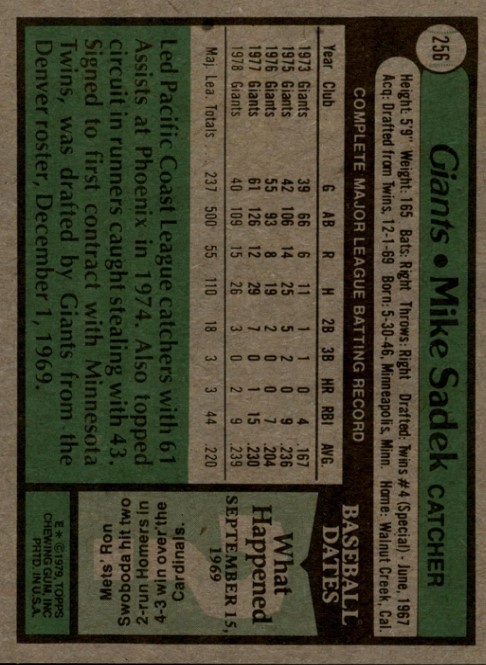 256
Giants • Mike Sadek CATCHER
Height: 5'9" Weight: 165 Bats: Right Throws: Right Drafted: Twins #4 (Special) - June, 1967
Acq: Drafted from Twins, 12-1-69 Born: 5-30-46, Minneapolis, Minn. Home: Walnut Creek, Cal.
COMPLETE MAJOR LEAGUE BATTING RECORD
Year Club G AB R H 2B 3B HR RBI AVG.
1973 Giants 39 66 6 11 1 1 0 4 .167
1975 Giants 42 106 14 25 5 2 0 9 .236
1976 Giants 55 93 8 19 2 0 0 7 .204
1977 Giants 61 126 12 29 7 0 1 15 .230
1978 Giants 40 109 15 26 3 0 2 9 .239
Maj. Lea. Totals 237 500 55 110 18 3 3 44 .220
Led Pacific Coast League catchers with 61
Assists at Phoenix in 1974. Also topped
circuit in runners caught stealing with 43.
Signed to first contract with Minnesota
Twins, was drafted by Giants from the
Denver roster, December 1, 1969.
BASEBALL
DATES
What
Happened
SEPTEMBER 15,
1969
Mets' Ron
Swoboda hit two
2-run Homers in
4-3 win over the
Cardinals.
E* © 1979, TOPPS
CHEWING GUM, INC
PRTD. IN U.S.A.